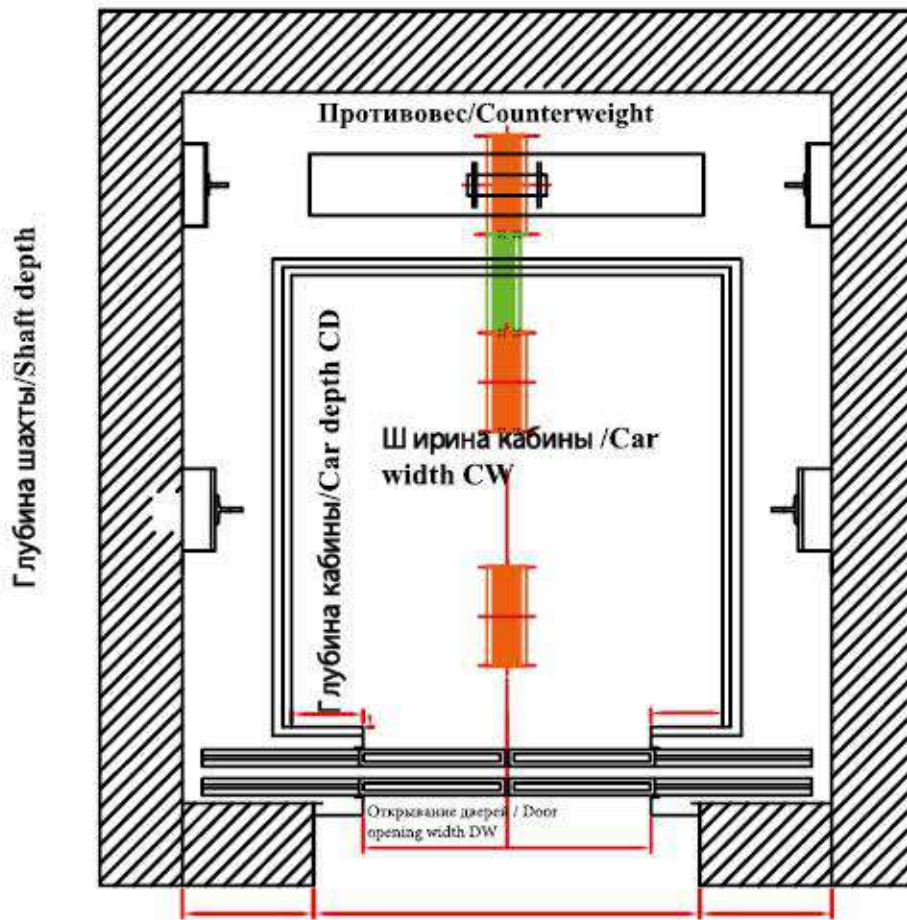 Противовес/Counterweight
Глубина шахты/Shaft depth
Глубина кабины/Car depth CD
Ширина кабины /Car
width CW
Открывание дверей / Door
opening width DW